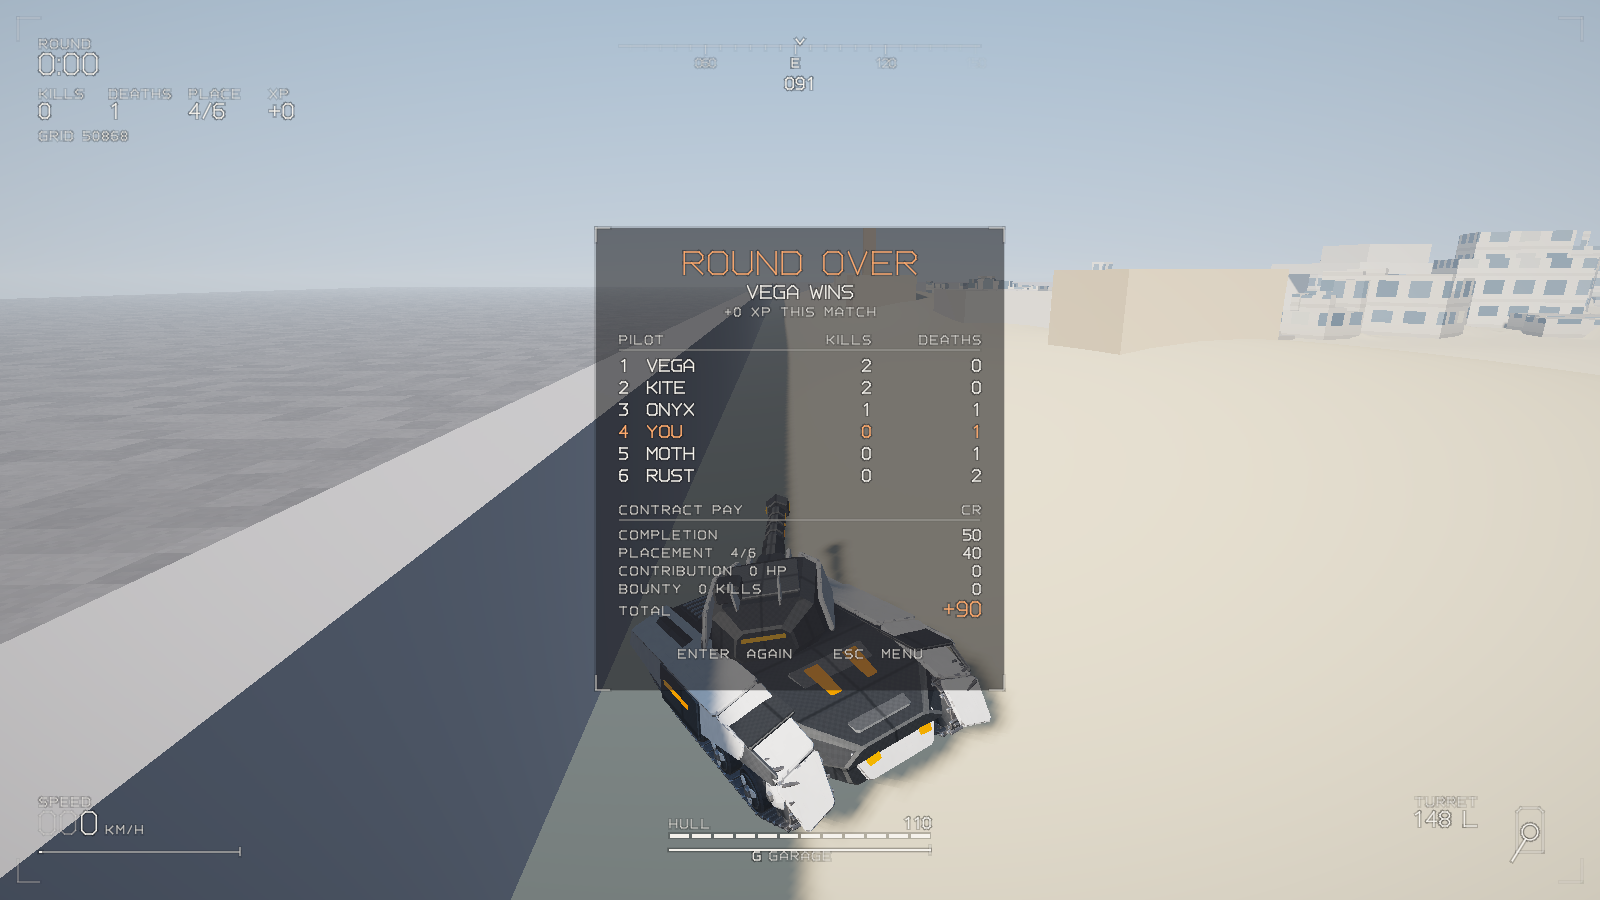 ROUND
0:00
KILLS DEATHS PLACE XP
0 1 4/6 +0
GRID 50868
E 120
091
ROUND OVER
VEGA WINS
+0 XP THIS MATCH
PILOT KILLS DEATHS
1 VEGA 2 0
2 KITE 2 0
3 ONYX 1 1
4 YOU 0 1
5 MOTH 0 1
6 RUST 0 2
CONTRACT PAY CR
COMPLETION 50
PLACEMENT 4/6 40
CONTRIBUTION 0 HP 0
BOUNTY 0 KILLS 0
TOTAL +90
ENTER AGAIN ESC MENU
SPEED
000 KM/H
HULL 110
G GARAGE
TURRET
148 L